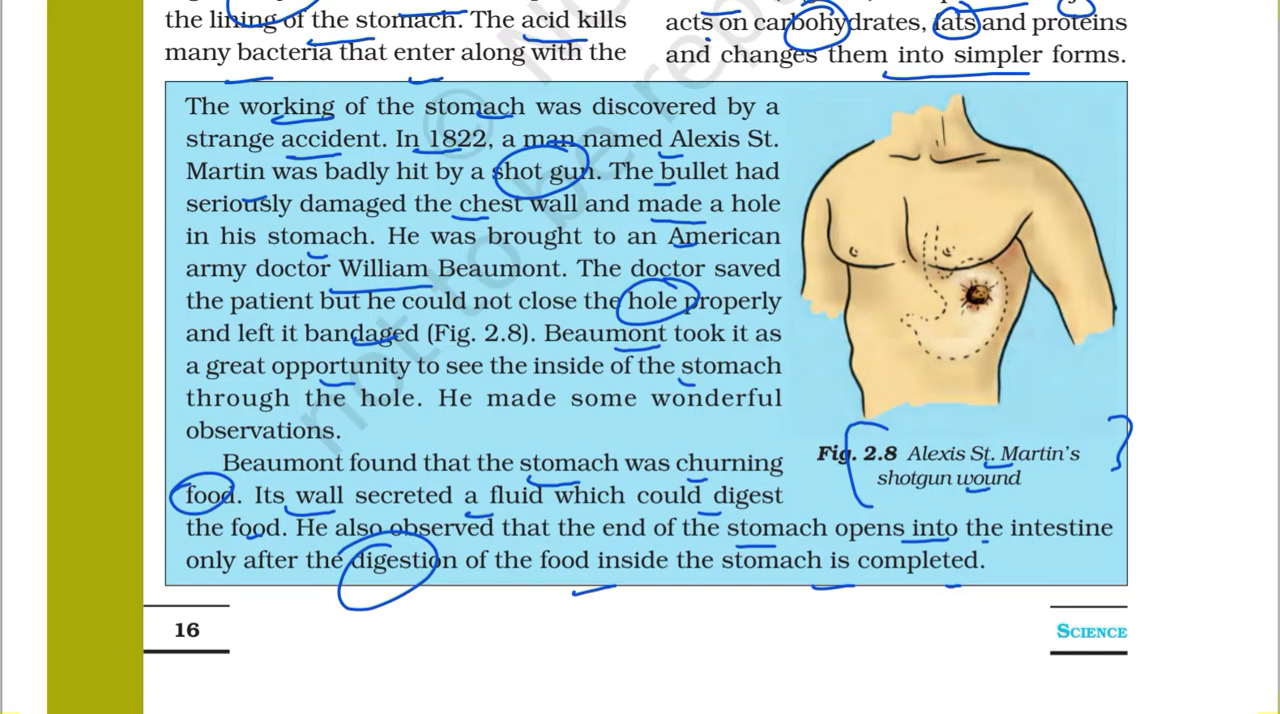 the lining of the stomach. The acid kills
many bacteria that enter along with the
acts on carbohydrates, fats and proteins
and changes them into simpler forms.
The working of the stomach was discovered by a
strange accident. In 1822, a man named Alexis St.
Martin was badly hit by a shot gun. The bullet had
seriously damaged the chest wall and made a hole
in his stomach. He was brought to an American
army doctor William Beaumont. The doctor saved
the patient but he could not close the hole properly
and left it bandaged (Fig. 2.8). Beaumont took it as
a great opportunity to see the inside of the stomach
through the hole. He made some wonderful
observations.
Beaumont found that the stomach was churning
food. Its wall secreted a fluid which could digest
the food. He also observed that the end of the stomach opens into the intestine
only after the digestion of the food inside the stomach is completed.
Fig. 2.8 Alexis St. Martin's
shotgun wound
16
SCIENCE
not to be rep
© N